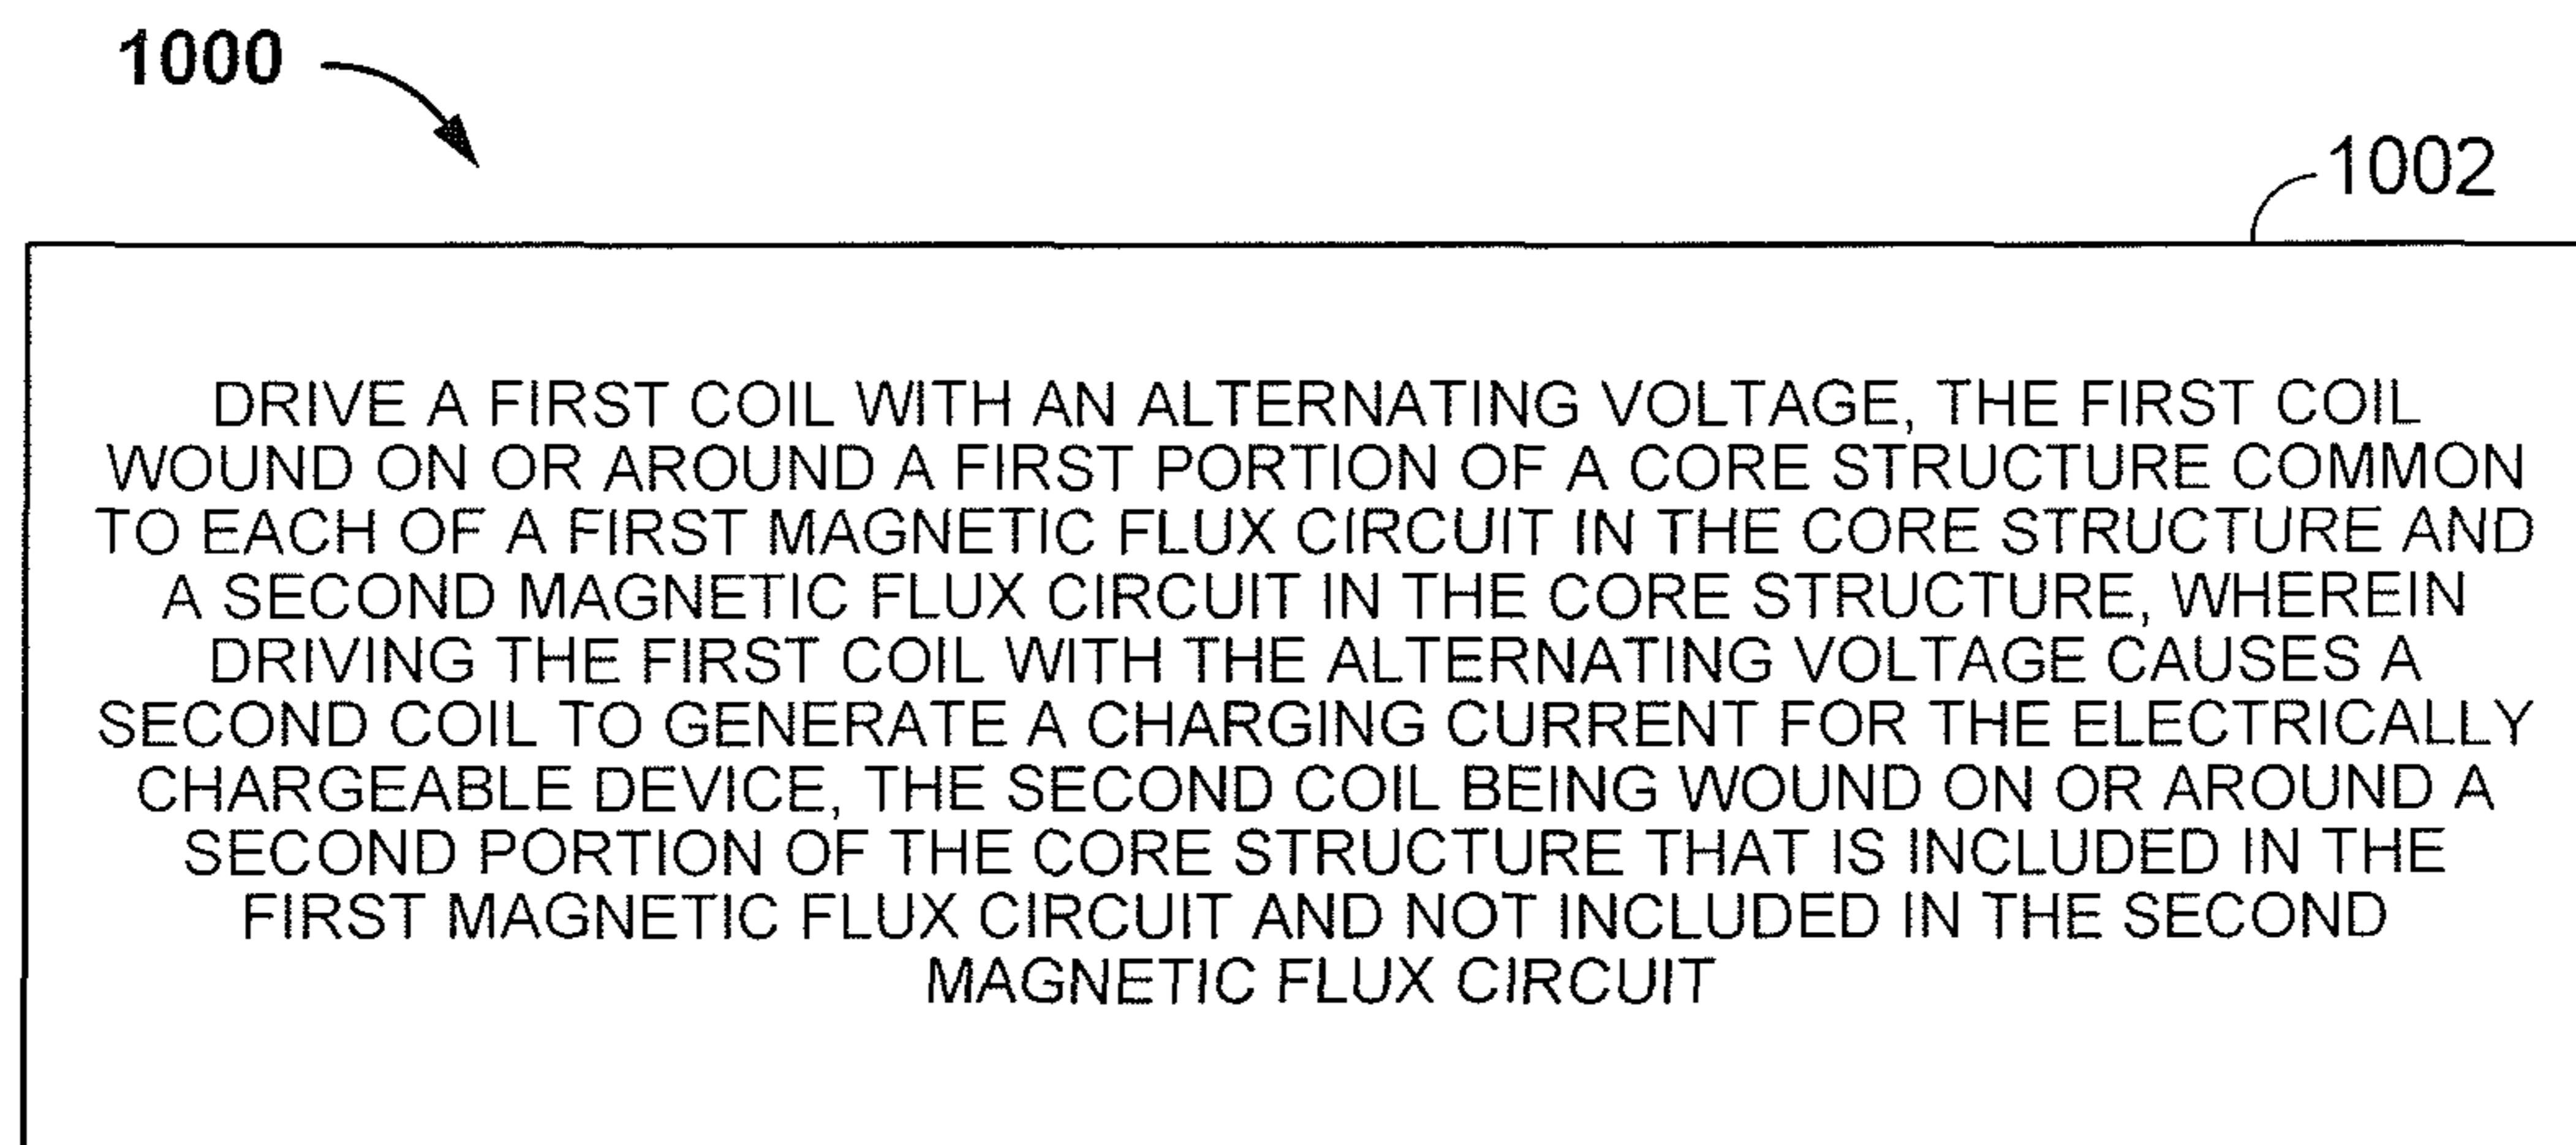 1000
1002
DRIVE A FIRST COIL WITH AN ALTERNATING VOLTAGE, THE FIRST COIL
WOUND ON OR AROUND A FIRST PORTION OF A CORE STRUCTURE COMMON
TO EACH OF A FIRST MAGNETIC FLUX CIRCUIT IN THE CORE STRUCTURE AND
A SECOND MAGNETIC FLUX CIRCUIT IN THE CORE STRUCTURE, WHEREIN
DRIVING THE FIRST COIL WITH THE ALTERNATING VOLTAGE CAUSES A
SECOND COIL TO GENERATE A CHARGING CURRENT FOR THE ELECTRICALLY
CHARGEABLE DEVICE, THE SECOND COIL BEING WOUND ON OR AROUND A
SECOND PORTION OF THE CORE STRUCTURE THAT IS INCLUDED IN THE
FIRST MAGNETIC FLUX CIRCUIT AND NOT INCLUDED IN THE SECOND
MAGNETIC FLUX CIRCUIT